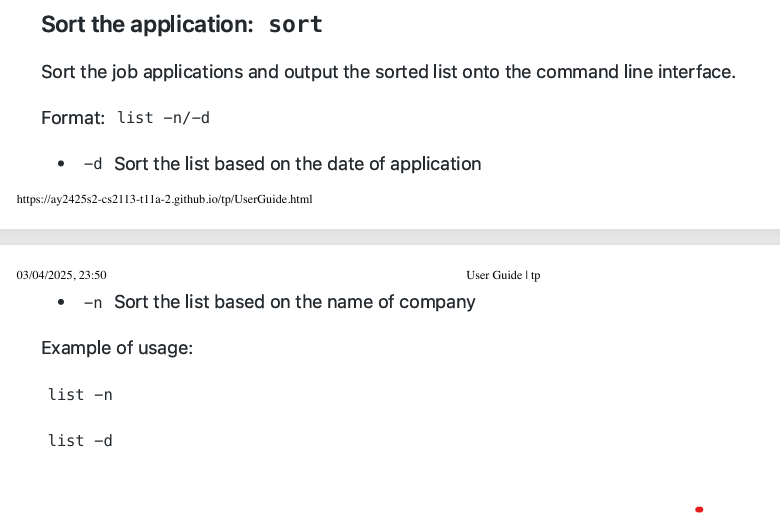 Sort the application: sort
Sort the job applications and output the sorted list onto the command line interface.
Format: list -n/-d
• -d Sort the list based on the date of application
https://ay2425s2-cs2113-t11a-2.github.io/tp/UserGuide.html
03/04/2025, 23:50 User Guide | tp
• -n Sort the list based on the name of company
Example of usage:
list -n
list -d